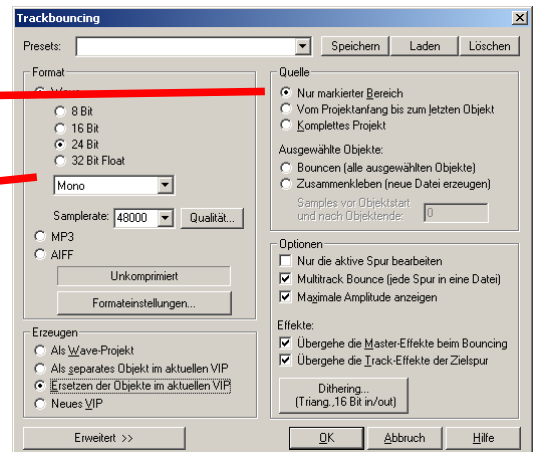 Trackbouncing
Presets:
Speichern
Laden
Löschen
Format
8 Bit
16 Bit
24 Bit
32 Bit Float
Mono
Samplerate: 48000
Qualität...
MP3
AIFF
Unkomprimiert
Formateinstellungen...
Erzeugen
Als Wave-Projekt
Als separates Objekt im aktuellen VIP
Ersetzen der Objekte im aktuellen VIP
Neues VIP
Erweitert >>
Quelle
Nur markierter Bereich
Vom Projektanfang bis zum letzten Objekt
Komplettes Projekt
Ausgewählte Objekte:
Bouncen (alle ausgewählten Objekte)
Zusammenkleben (neue Datei erzeugen)
Samples vor Objektstart
und nach Objektende: 0
Optionen
Nur die aktive Spur bearbeiten
Multitrack Bounce (jede Spur in eine Datei)
Maximale Amplitude anzeigen
Effekte:
Übergehe die Master-Effekte beim Bouncing
Übergehe die Track-Effekte der Zielspur
Dithering...
(Triang.,16 Bit in/out)
OK
Abbruch
Hilfe